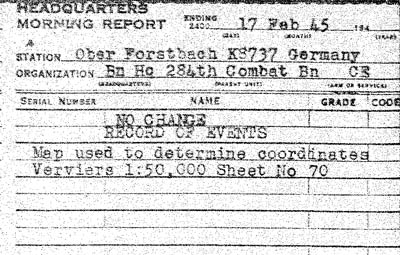 HEADQUARTERS
MORNING REPORT ENDING 2400 17 Feb 45 194
(DAY) (MONTH) (YEAR)
STATION Ober Forstbach K8737 Germany
ORGANIZATION Bn Hq 284th Combat Bn CE
(HEADQUARTERS) (PARENT UNIT) (ARM OR SERVICE)
SERIAL NUMBER NAME GRADE CODE
NO CHANGE
RECORD OF EVENTS
Map used to determine coordinates
Verviers 1:50,000 Sheet No 70